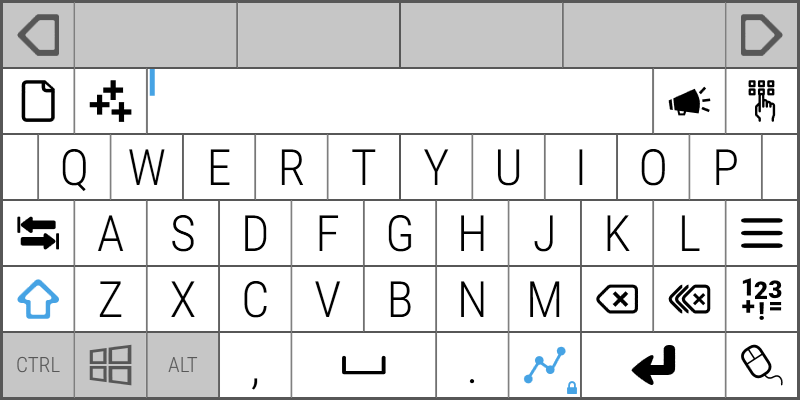 Q W E R T Y U I O P
A S D F G H J K L
Z X C V B N M 123+!=
CTRL ALT , .